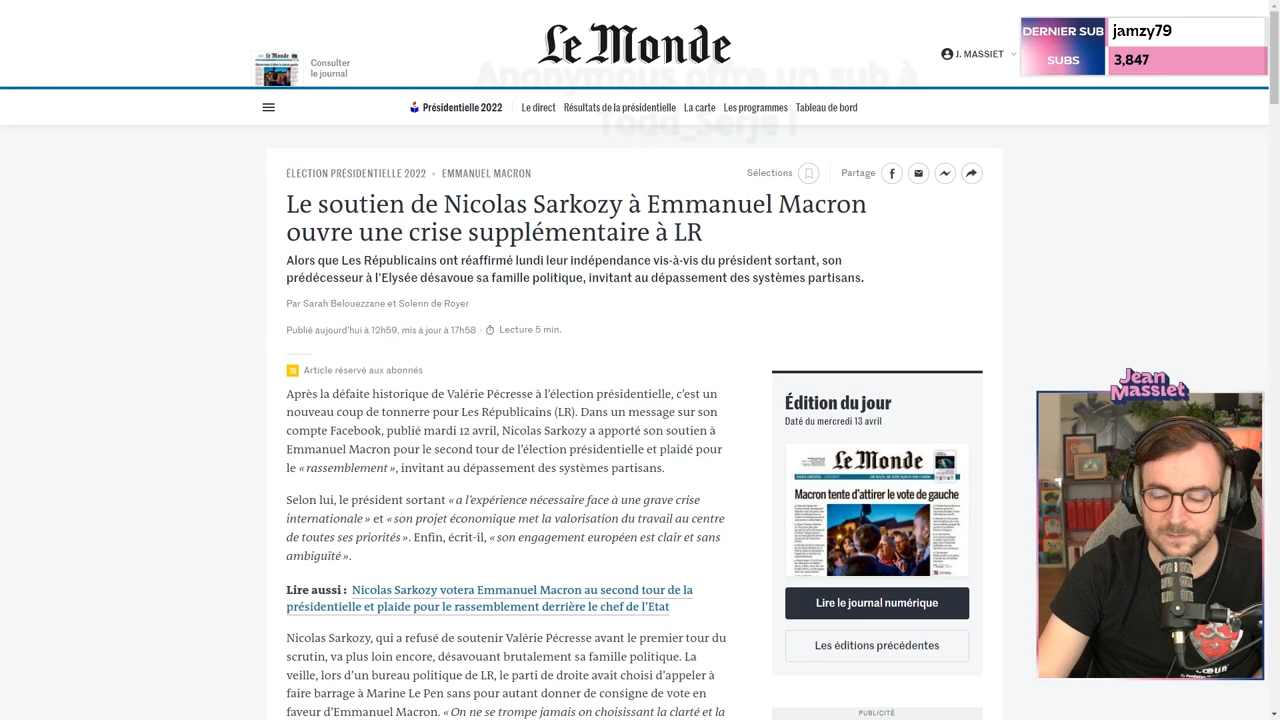 Le Monde
Consulter
le journal
J. MASSIET
DERNIER SUB
jamzy79
SUBS
3,847
Présidentielle 2022
Le direct
Résultats de la présidentielle
La carte
Les programmes
Tableau de bord
Todd_Serje !
ÉLECTION PRÉSIDENTIELLE 2022 • EMMANUEL MACRON
Sélections
Partage
Le soutien de Nicolas Sarkozy à Emmanuel Macron
ouvre une crise supplémentaire à LR
Alors que Les Républicains ont réaffirmé lundi leur indépendance vis-à-vis du président sortant, son
prédécesseur à l'Elysée désavoue sa famille politique, invitant au dépassement des systèmes partisans.
Par Sarah Belouezzane et Solenn de Royer
Publié aujourd'hui à 12h59, mis à jour à 17h58 · Lecture 5 min.
Article réservé aux abonnés
Après la défaite historique de Valérie Pécresse à l'élection présidentielle, c'est un
nouveau coup de tonnerre pour Les Républicains (LR). Dans un message sur son
compte Facebook, publié mardi 12 avril, Nicolas Sarkozy a apporté son soutien à
Emmanuel Macron pour le second tour de l'élection présidentielle et plaidé pour
le « rassemblement », invitant au dépassement des systèmes partisans.
Selon lui, le président sortant « a l'expérience nécessaire face à une grave crise
internationale » et « son projet économique met la valorisation du travail au centre
de toutes ses priorités ». Enfin, écrit-il, « son engagement européen est clair et sans
ambiguïté ».
Lire aussi : Nicolas Sarkozy votera Emmanuel Macron au second tour de la
présidentielle et plaide pour le rassemblement derrière le chef de l'Etat
Nicolas Sarkozy, qui a refusé de soutenir Valérie Pécresse avant le premier tour du
scrutin, va plus loin encore, désavouant brutalement sa famille politique. La
veille, lors d'un bureau politique de LR, le parti de droite avait choisi d'appeler à
faire barrage à Marine Le Pen sans pour autant donner de consigne de vote en
faveur d'Emmanuel Macron. « On ne se trompe jamais en choisissant la clarté et la
Édition du jour
Daté du mercredi 13 avril
Le Monde
Macron tente d'attirer le vote de gauche
Lire le journal numérique
Les éditions précédentes
PUBLICITÉ
Jean
Massiet
CŒUR